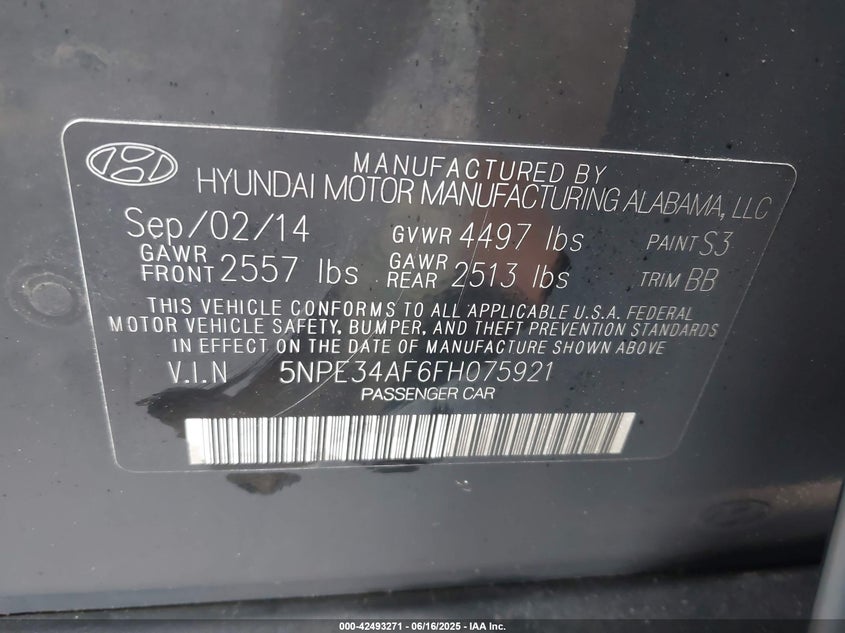 MANUFACTURED BY
HYUNDAI MOTOR MANUFACTURING ALABAMA, LLC
Sep/02/14 GVWR 4497 lbs PAINT S3
GAWR FRONT 2557 lbs GAWR REAR 2513 lbs TRIM BB
THIS VEHICLE CONFORMS TO ALL APPLICABLE U.S.A. FEDERAL
MOTOR VEHICLE SAFETY, BUMPER, AND THEFT PREVENTION STANDARDS
IN EFFECT ON THE DATE OF MANUFACTURE SHOWN ABOVE
V.I.N 5NPE34AF6FH075921
PASSENGER CAR
000-42493271 - 06/16/2025 - IAA Inc.